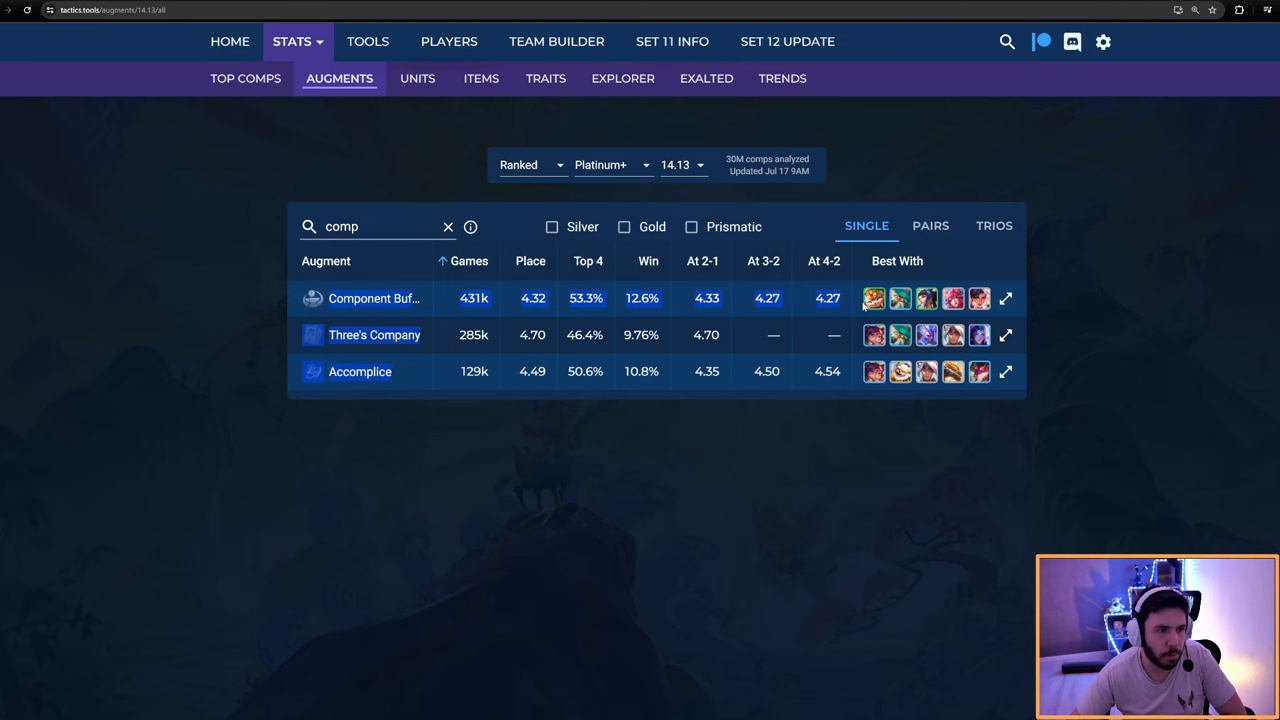 tactics.tools/augments/14.13/all
HOME STATS TOOLS PLAYERS TEAM BUILDER SET 11 INFO SET 12 UPDATE
TOP COMPS AUGMENTS UNITS ITEMS TRAITS EXPLORER EXALTED TRENDS
Ranked Platinum+ 14.13 30M comps analyzed
Updated Jul 17 9AM
comp Silver Gold Prismatic SINGLE PAIRS TRIOS
Augment Games Place Top 4 Win At 2-1 At 3-2 At 4-2 Best With
Component Buf... 431k 4.32 53.3% 12.6% 4.33 4.27 4.27
Three's Company 285k 4.70 46.4% 9.76% 4.70 — —
Accomplice 129k 4.49 50.6% 10.8% 4.35 4.50 4.54